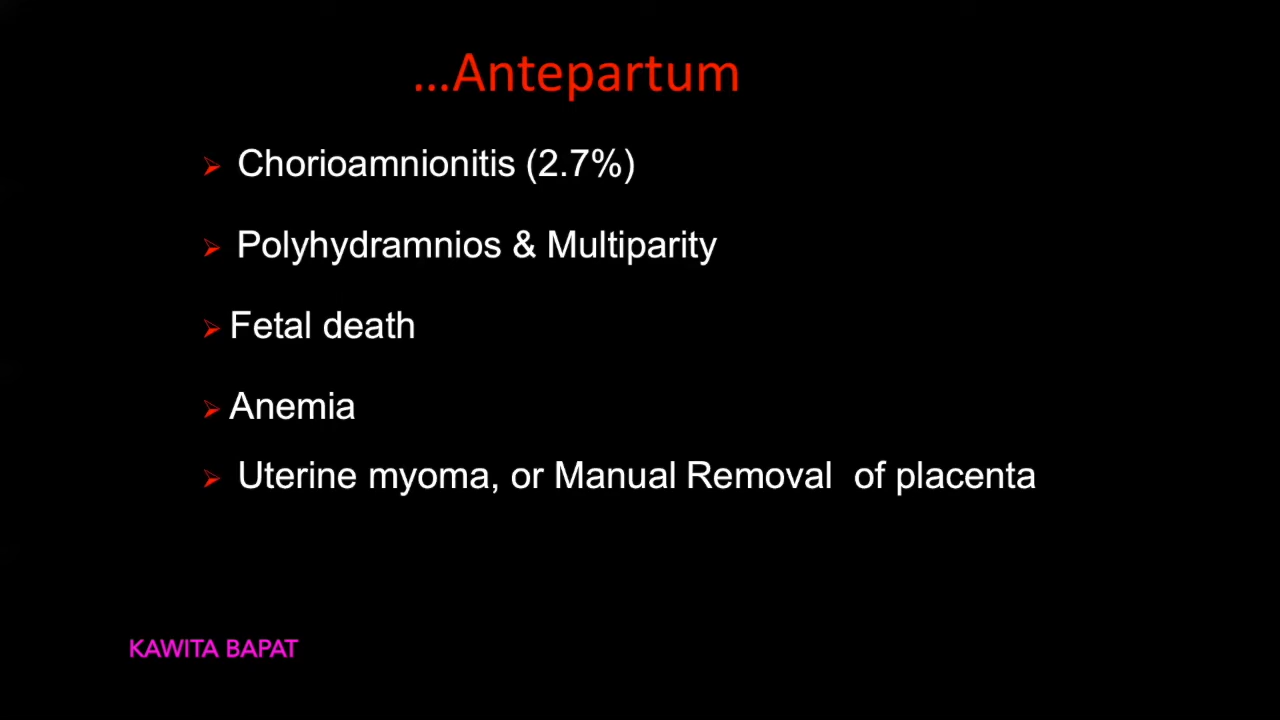 ...Antepartum
➢ Chorioamnionitis (2.7%)
➢ Polyhydramnios & Multiparity
➢ Fetal death
➢ Anemia
➢ Uterine myoma, or Manual Removal  of placenta
KAWITA BAPAT